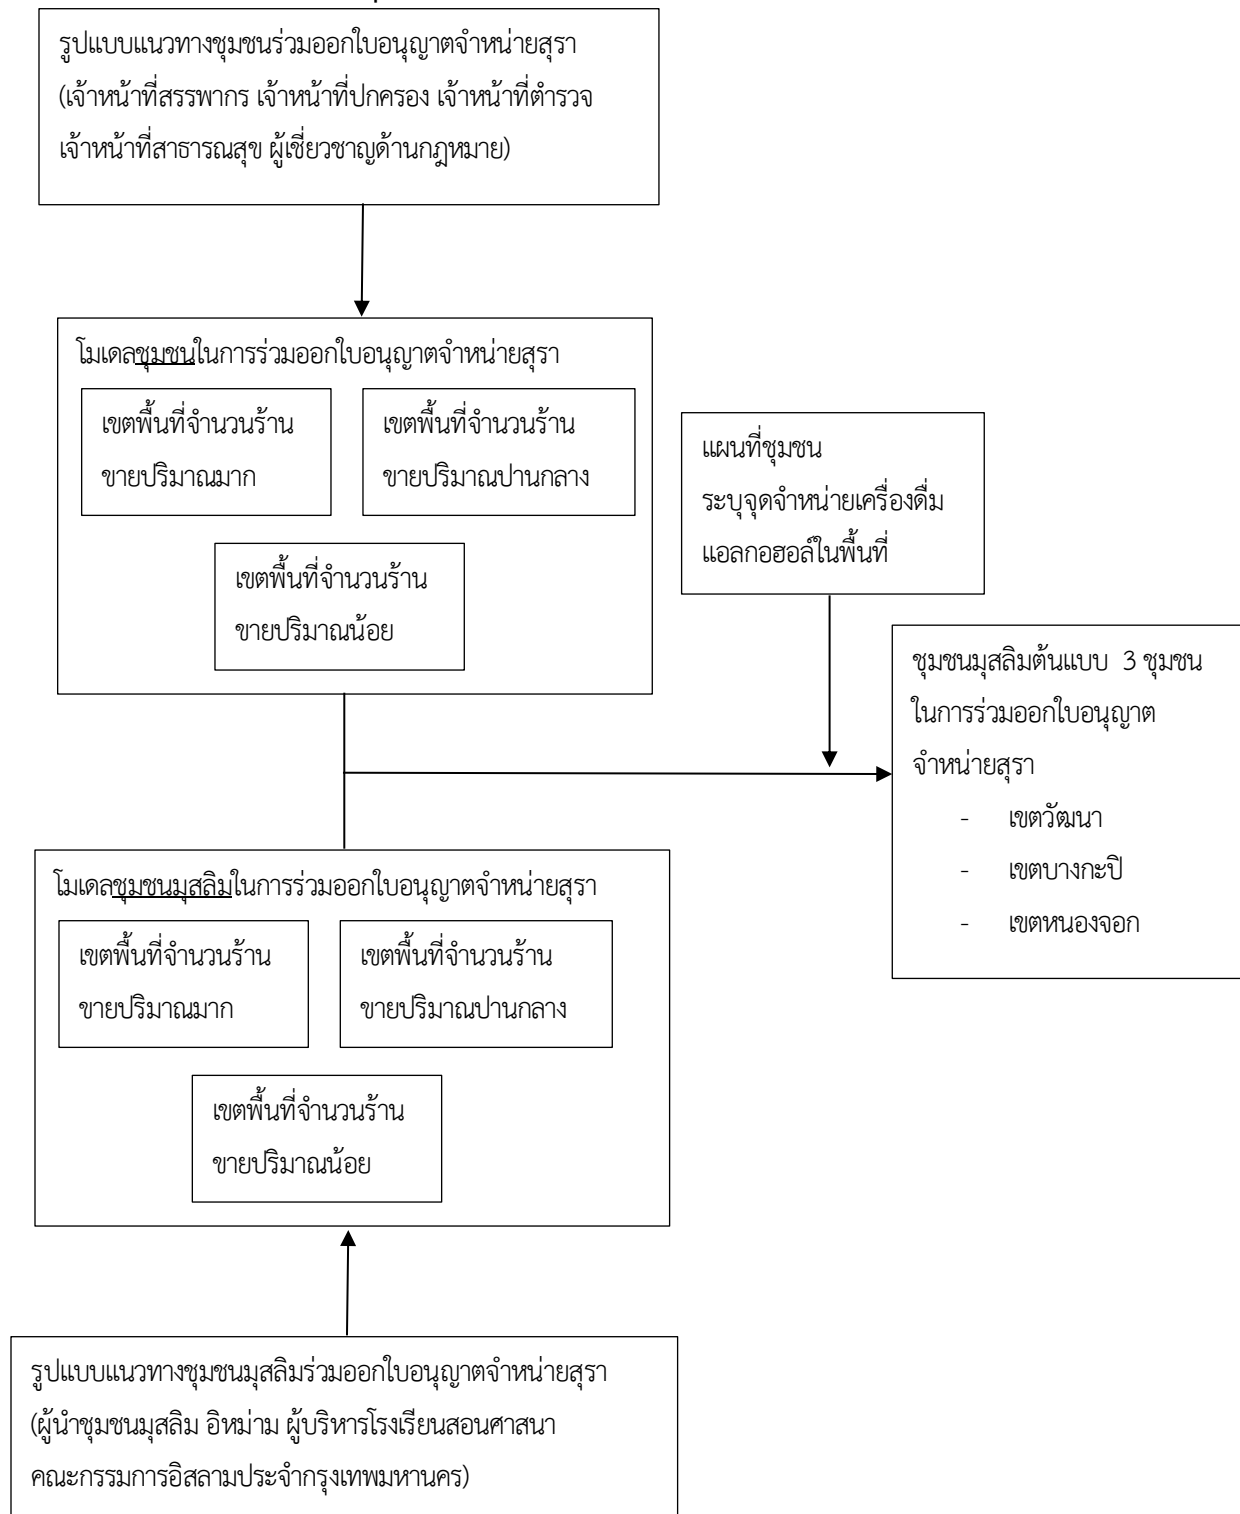 รูปแบบแนวทางชุมชนร่วมออกใบอนุญาตจำหน่ายสุรา
(เจ้าหน้าที่สรรพากร เจ้าหน้าที่ปกครอง เจ้าหน้าที่ตำรวจ
เจ้าหน้าที่สาธารณสุข ผู้เชี่ยวชาญด้านกฎหมาย)
โมเดลชุมชนในการร่วมออกใบอนุญาตจำหน่ายสุรา
เขตพื้นที่จำนวนร้าน
ขายปริมาณมาก
เขตพื้นที่จำนวนร้าน
ขายปริมาณปานกลาง
เขตพื้นที่จำนวนร้าน
ขายปริมาณน้อย
แผนที่ชุมชน
ระบุจุดจำหน่ายเครื่องดื่ม
แอลกอฮอล์ในพื้นที่
ชุมชนมุสลิมต้นแบบ 3 ชุมชน
ในการร่วมออกใบอนุญาต
จำหน่ายสุรา
- เขตวัฒนา
- เขตบางกะปิ
- เขตหนองจอก
โมเดลชุมชนมุสลิมในการร่วมออกใบอนุญาตจำหน่ายสุรา
เขตพื้นที่จำนวนร้าน
ขายปริมาณมาก
เขตพื้นที่จำนวนร้าน
ขายปริมาณปานกลาง
เขตพื้นที่จำนวนร้าน
ขายปริมาณน้อย
รูปแบบแนวทางชุมชนมุสลิมร่วมออกใบอนุญาตจำหน่ายสุรา
(ผู้นำชุมชนมุสลิม อิหม่าม ผู้บริหารโรงเรียนสอนศาสนา
คณะกรรมการอิสลามประจำกรุงเทพมหานคร)